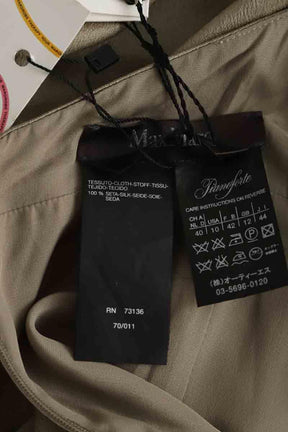 MaxMara
TESSUTO-CLOTH-STOFF-TISSU-
TEJIDO-TECIDO
100 % SETA-SILK-SEIDE-SOIE-
SEDA
RN 73136
70/011
Pianoforte
CARE INSTRUCTIONS ON REVERSE
CH A
NL D USA F B GB I J
40 10 42 12 44
(株)オーティーエス
03-5696-0120